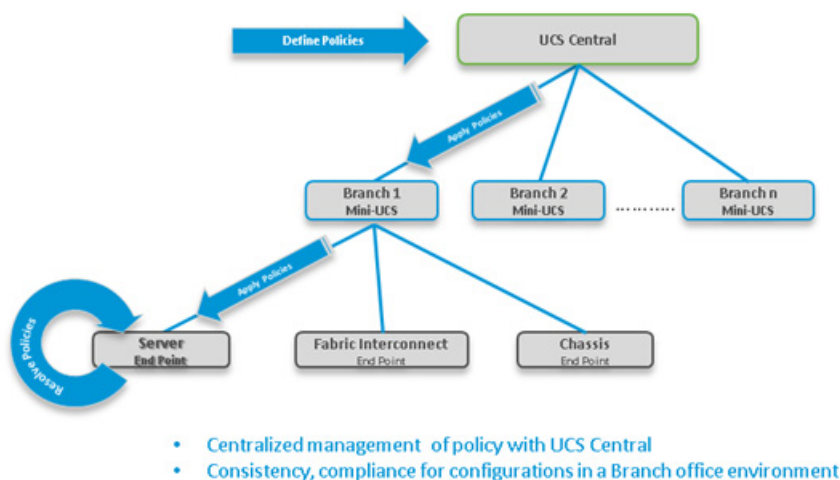 Define Policies
UCS Central
Apply Policies
Branch 1
Mini-UCS
Branch 2
Mini-UCS
...........
Branch n
Mini-UCS
Apply Policies
Resolve Policies
Server
End Point
Fabric Interconnect
End Point
Chassis
End Point
• Centralized management of policy with UCS Central
• Consistency, compliance for configurations in a Branch office environment